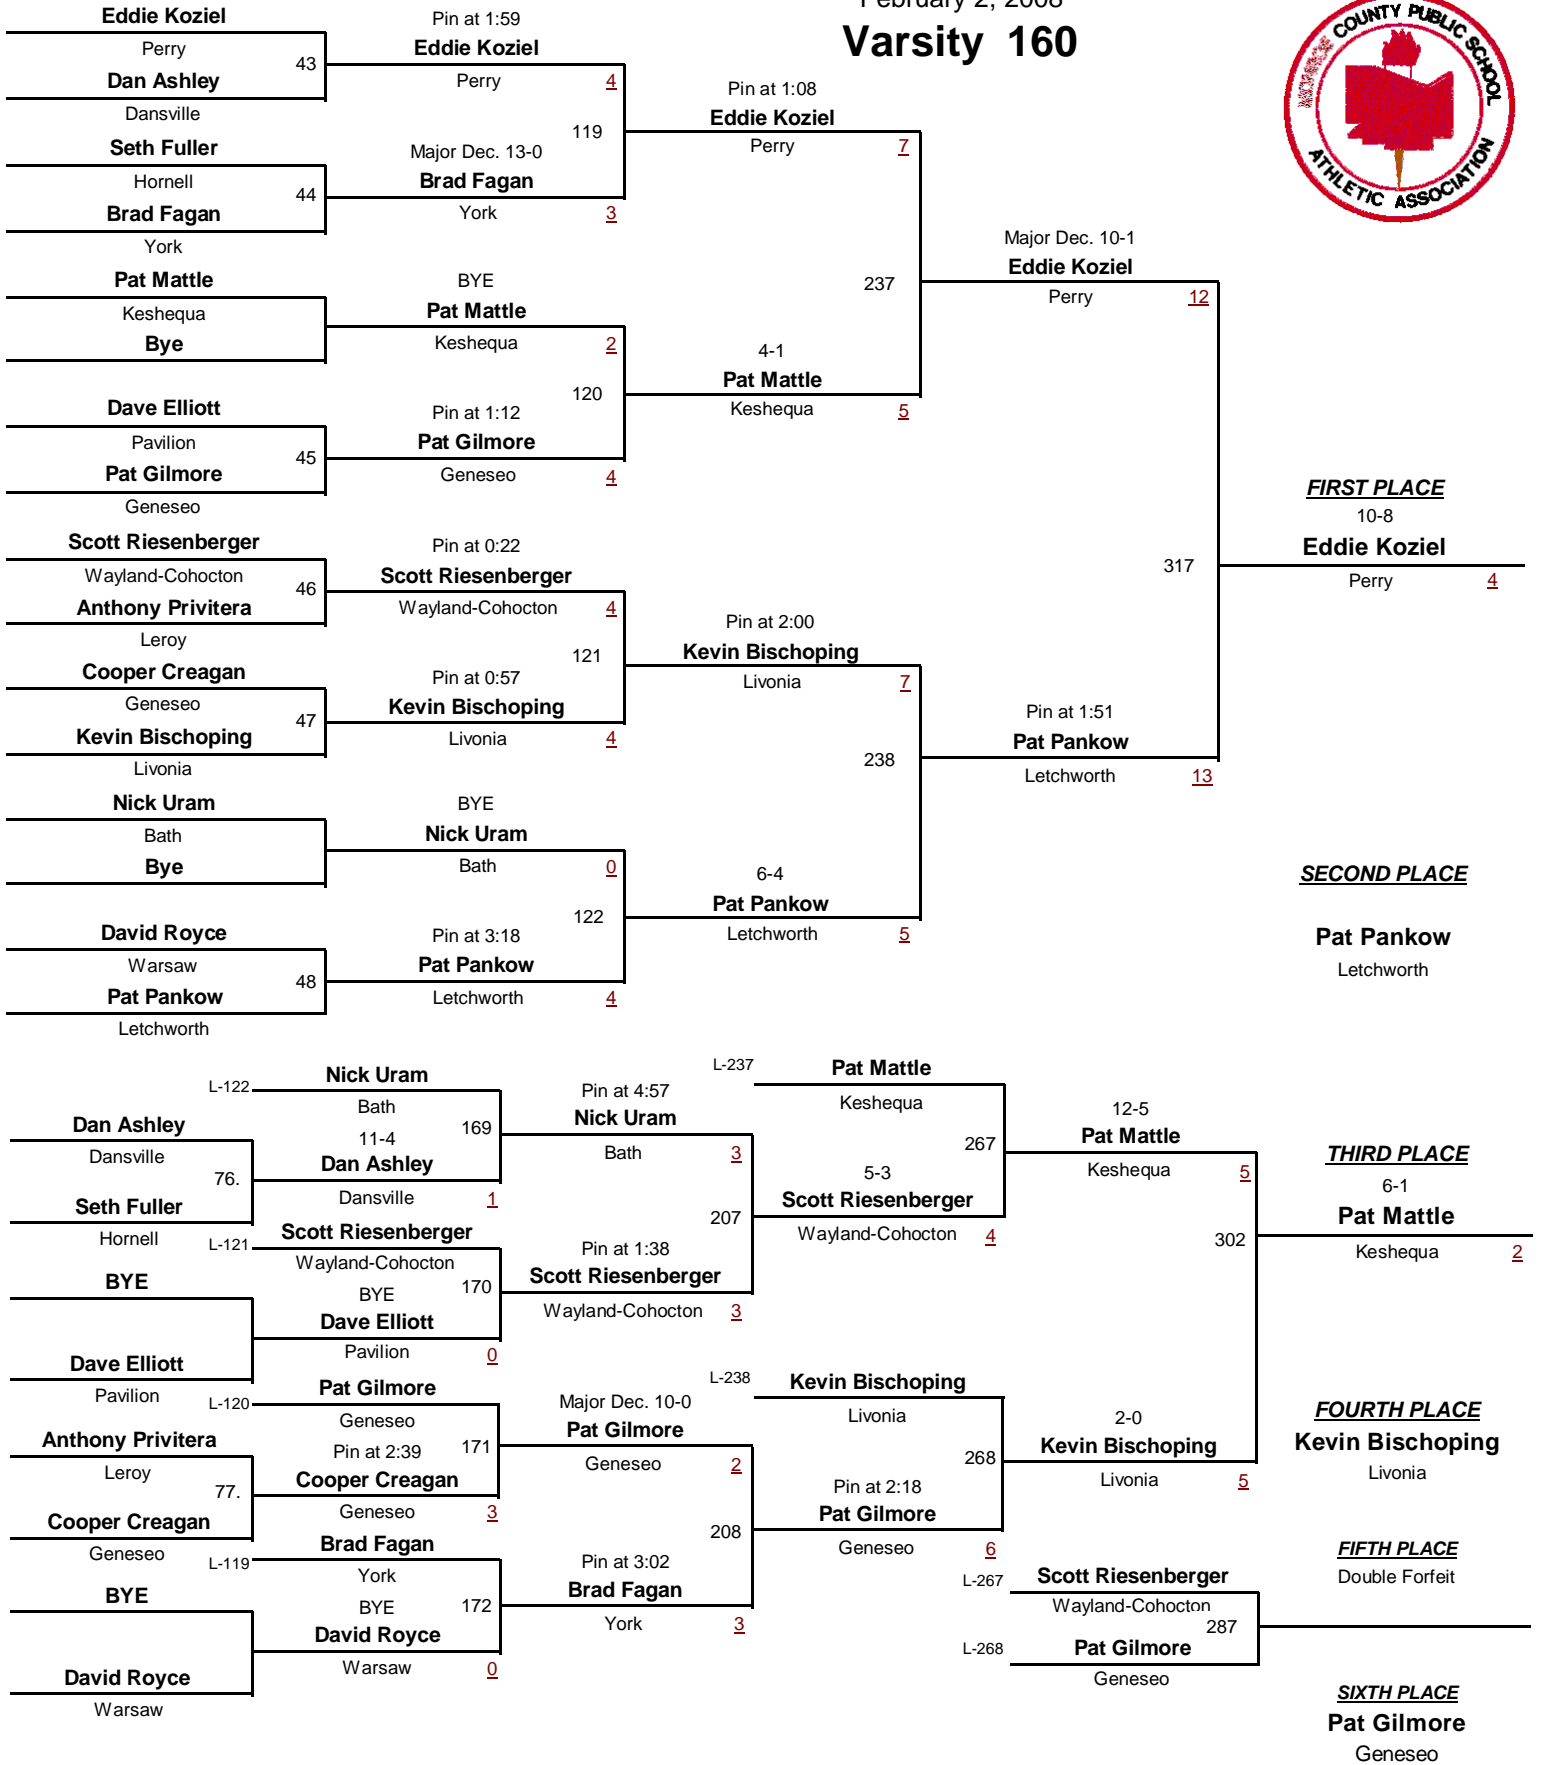 February 2, 2008
Varsity 160
COUNTY PUBLIC SCHOOL
ATHLETIC ASSOCIATION
Eddie Koziel
Perry
43
Dan Ashley
Dansville
Seth Fuller
Hornell
44
Brad Fagan
York
Pat Mattle
Keshequa
Bye
Dave Elliott
Pavilion
45
Pat Gilmore
Geneseo
Scott Riesenberger
Wayland-Cohocton
46
Anthony Privitera
Leroy
Cooper Creagan
Geneseo
47
Kevin Bischoping
Livonia
Nick Uram
Bath
Bye
David Royce
Warsaw
48
Pat Pankow
Letchworth
Pin at 1:59
Eddie Koziel
Perry 4
119
Major Dec. 13-0
Brad Fagan
York 3
BYE
Pat Mattle
Keshequa 2
120
Pin at 1:12
Pat Gilmore
Geneseo 4
Pin at 0:22
Scott Riesenberger
Wayland-Cohocton 4
121
Pin at 0:57
Kevin Bischoping
Livonia 4
BYE
Nick Uram
Bath 0
122
Pin at 3:18
Pat Pankow
Letchworth 4
Pin at 1:08
Eddie Koziel
Perry 7
237
4-1
Pat Mattle
Keshequa 5
Pin at 2:00
Kevin Bischoping
Livonia 7
238
6-4
Pat Pankow
Letchworth 5
Major Dec. 10-1
Eddie Koziel
Perry 12
317
Pin at 1:51
Pat Pankow
Letchworth 13
FIRST PLACE
10-8
Eddie Koziel
Perry 4
SECOND PLACE
Pat Pankow
Letchworth
Dan Ashley
Dansville
76.
Seth Fuller
Hornell
BYE
Dave Elliott
Pavilion
Anthony Privitera
Leroy
77.
Cooper Creagan
Geneseo
BYE
David Royce
Warsaw
L-122
Nick Uram
Bath
169
11-4
Dan Ashley
Dansville 1
L-121
Scott Riesenberger
Wayland-Cohocton
170
BYE
Dave Elliott
Pavilion 0
L-120
Pat Gilmore
Geneseo
171
Pin at 2:39
Cooper Creagan
Geneseo 3
L-119
Brad Fagan
York
172
BYE
David Royce
Warsaw 0
Pin at 4:57
Nick Uram
Bath 3
207
Pin at 1:38
Scott Riesenberger
Wayland-Cohocton 3
Major Dec. 10-0
Pat Gilmore
Geneseo 2
208
Pin at 3:02
Brad Fagan
York 3
L-237
Pat Mattle
Keshequa
267
5-3
Scott Riesenberger
Wayland-Cohocton 4
L-238
Kevin Bischoping
Livonia
268
Pin at 2:18
Pat Gilmore
Geneseo 6
12-5
Pat Mattle
Keshequa 5
302
2-0
Kevin Bischoping
Livonia 5
L-267
Scott Riesenberger
Wayland-Cohocton
287
L-268
Pat Gilmore
Geneseo
THIRD PLACE
6-1
Pat Mattle
Keshequa 2
FOURTH PLACE
Kevin Bischoping
Livonia
FIFTH PLACE
Double Forfeit
SIXTH PLACE
Pat Gilmore
Geneseo